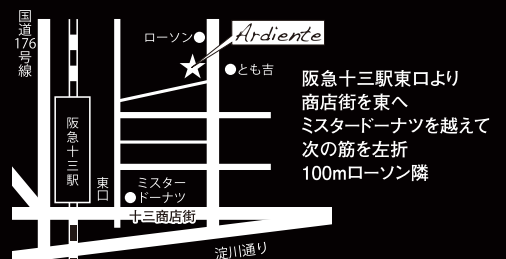 国道176号線
ローソン
Ardiente
とも吉
阪急十三駅
東口
ミスター
ドーナツ
十三商店街
淀川通り
阪急十三駅東口より
商店街を東へ
ミスタードーナツを越えて
次の筋を左折
100mローソン隣